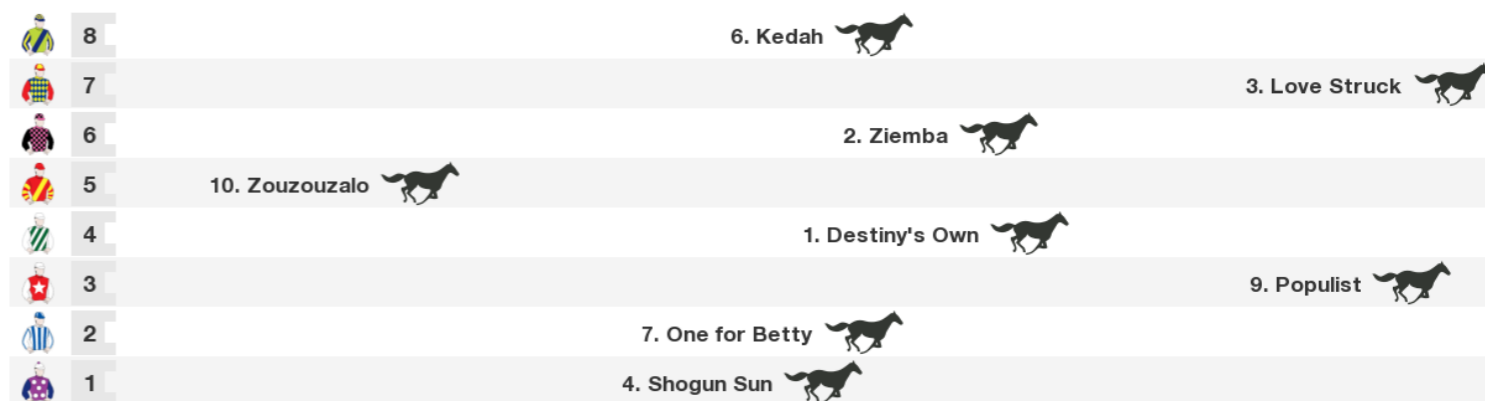 8 6. Kedah
7 3. Love Struck
6 2. Ziemba
5 10. Zouzouzalo
4 1. Destiny's Own
3 9. Populist
2 7. One for Betty
1 4. Shogun Sun